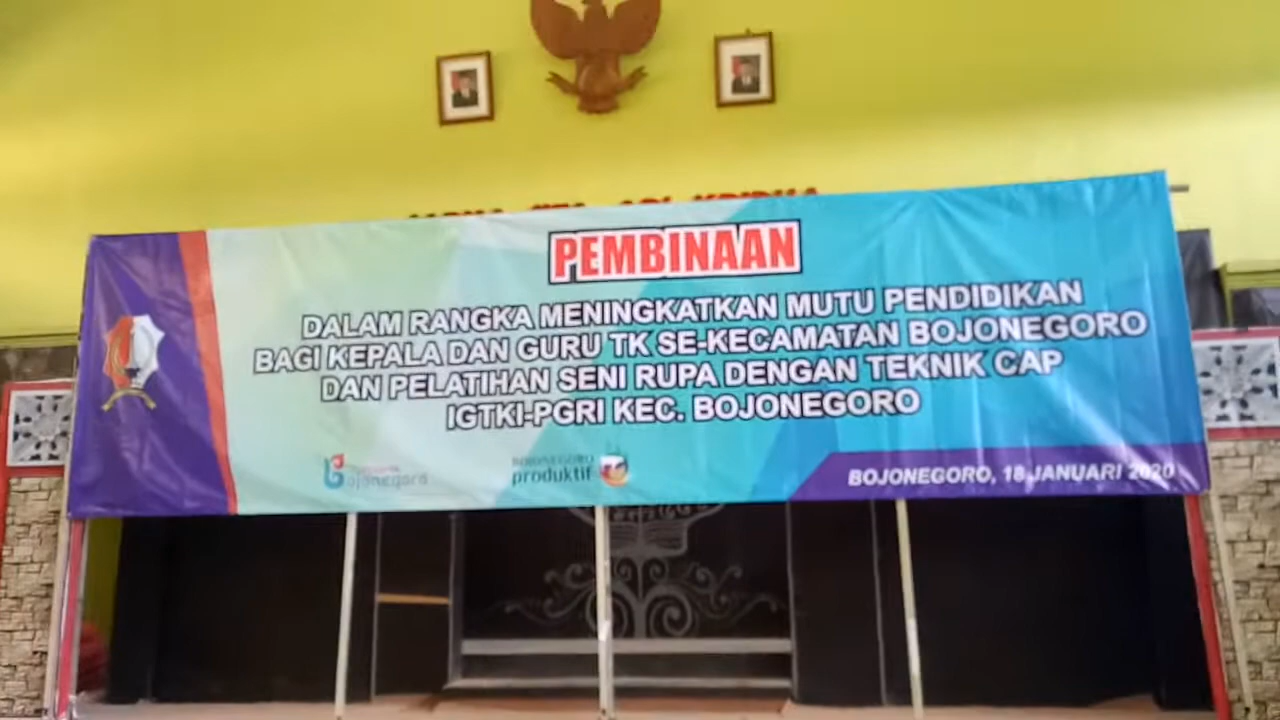 PEMBINAAN
DALAM RANGKA MENINGKATKAN MUTU PENDIDIKAN
BAGI KEPALA DAN GURU TK SE-KECAMATAN BOJONEGORO
DAN PELATIHAN SENI RUPA DENGAN TEKNIK CAP
IGTKI-PGRI KEC. BOJONEGORO
bojonegoro
BOJONEGORO
produktif
BOJONEGORO, 18 JANUARI 2020